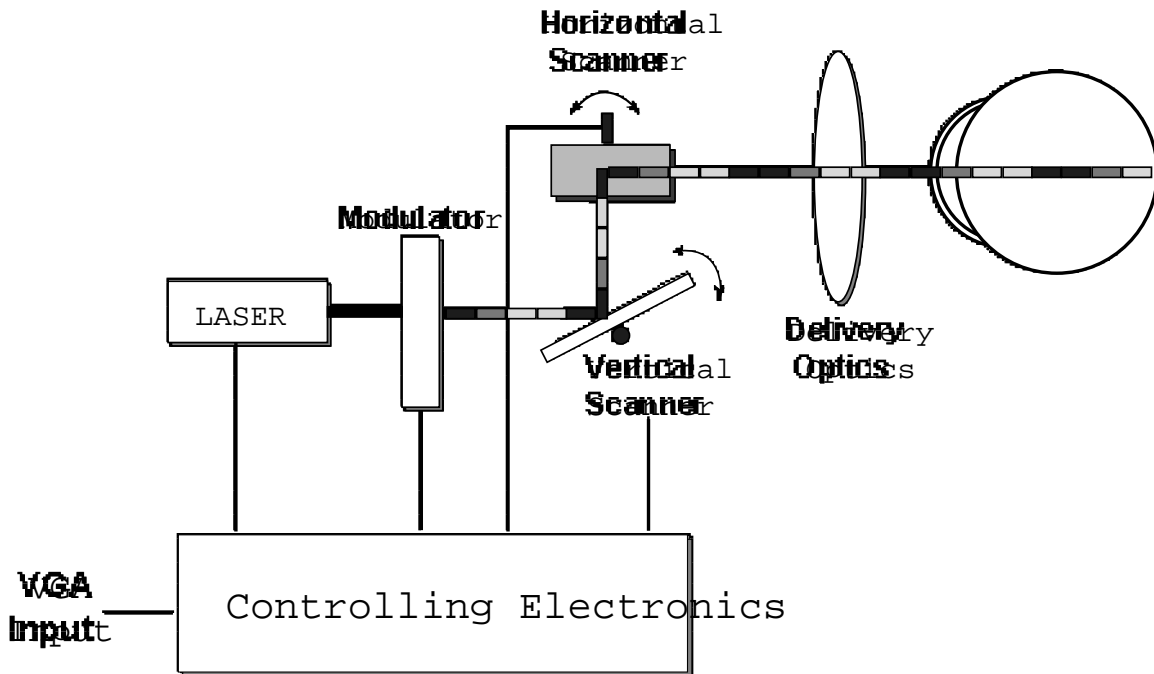 Horizontal
Scanner
Modulator
LASER
Delivery
Optics
Vertical
Scanner
VGA
Input
Controlling Electronics